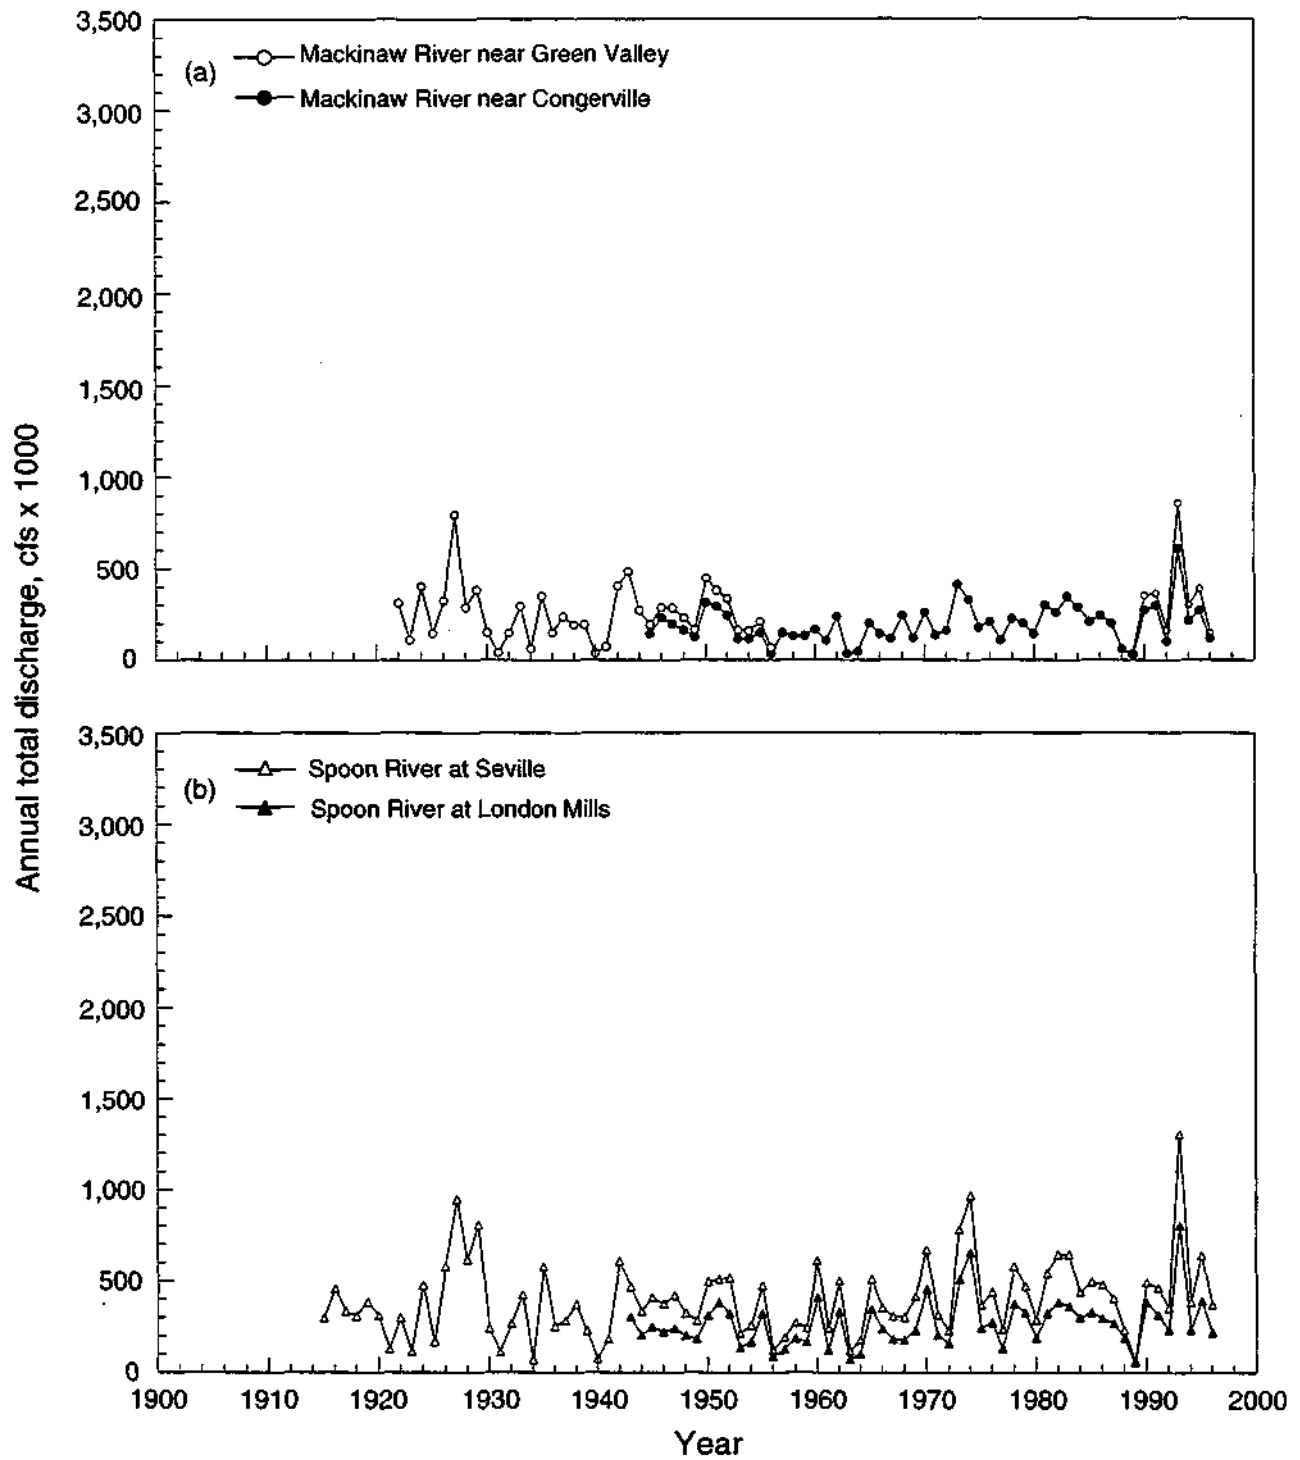 Annual total discharge, cfs x 1000
3,500
3,000
2,500
2,000
1,500
1,000
500
0
(a)
Mackinaw River near Green Valley
Mackinaw River near Congerville
3,500
3,000
2,500
2,000
1,500
1,000
500
0
(b)
Spoon River at Seville
Spoon River at London Mills
1900 1910 1920 1930 1940 1950 1960 1970 1980 1990 2000
Year